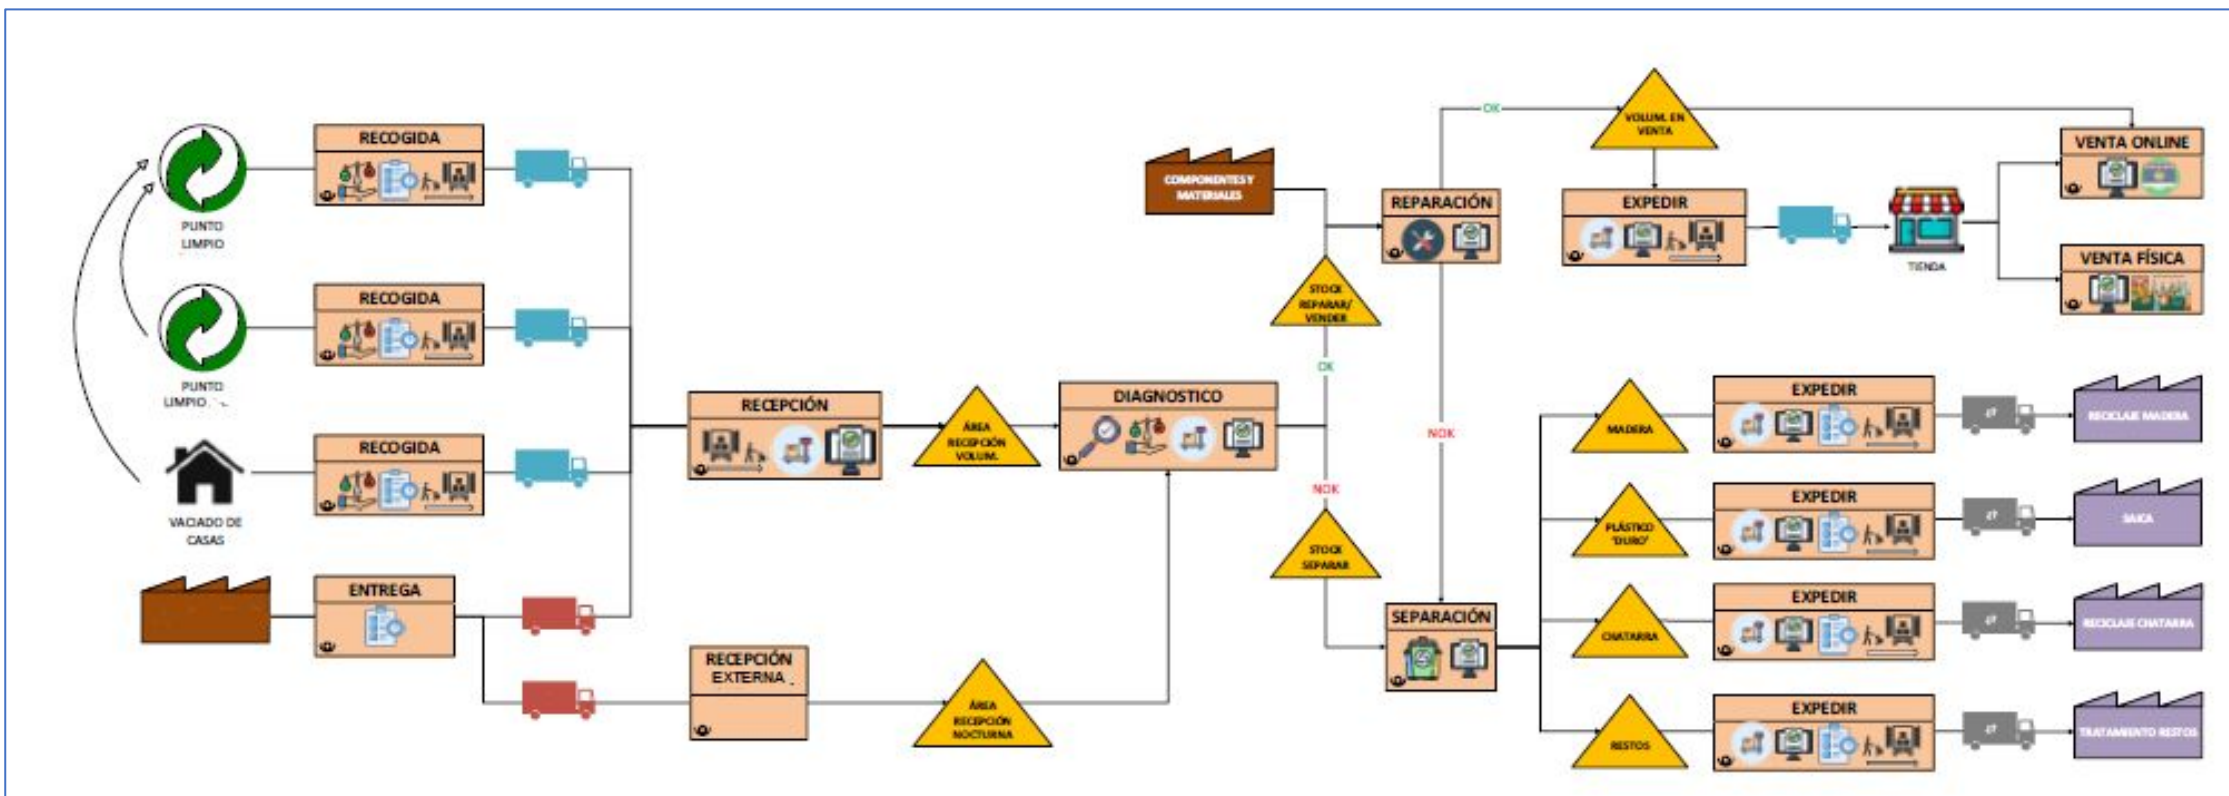 RECOGIDA
PUNTO
LIMPIO
RECOGIDA
PUNTO
LIMPIO
RECOGIDA
VACIADO DE
CASAS
ENTREGA
RECEPCIÓN
ÁREA
RECEPCIÓN
VOLUM.
RECEPCIÓN
EXTERNA
ÁREA
RECEPCIÓN
NOCTURNA
DIAGNOSTICO
COMPONENTES Y
MATERIALES
STOCK
REPARAR/
VENDER
OK
NOK
STOCK
SEPARAR
REPARACIÓN
OK
NOK
SEPARACIÓN
VOLUM. EN
VENTA
EXPEDIR
TIENDA
VENTA ONLINE
VENTA FÍSICA
MADERA
EXPEDIR
RECICLAJE MADERA
PLÁSTICO
'DURO'
EXPEDIR
SAICA
CHATARRA
EXPEDIR
RECICLAJE CHATARRA
RESTOS
EXPEDIR
TRATAMIENTO RESTOS